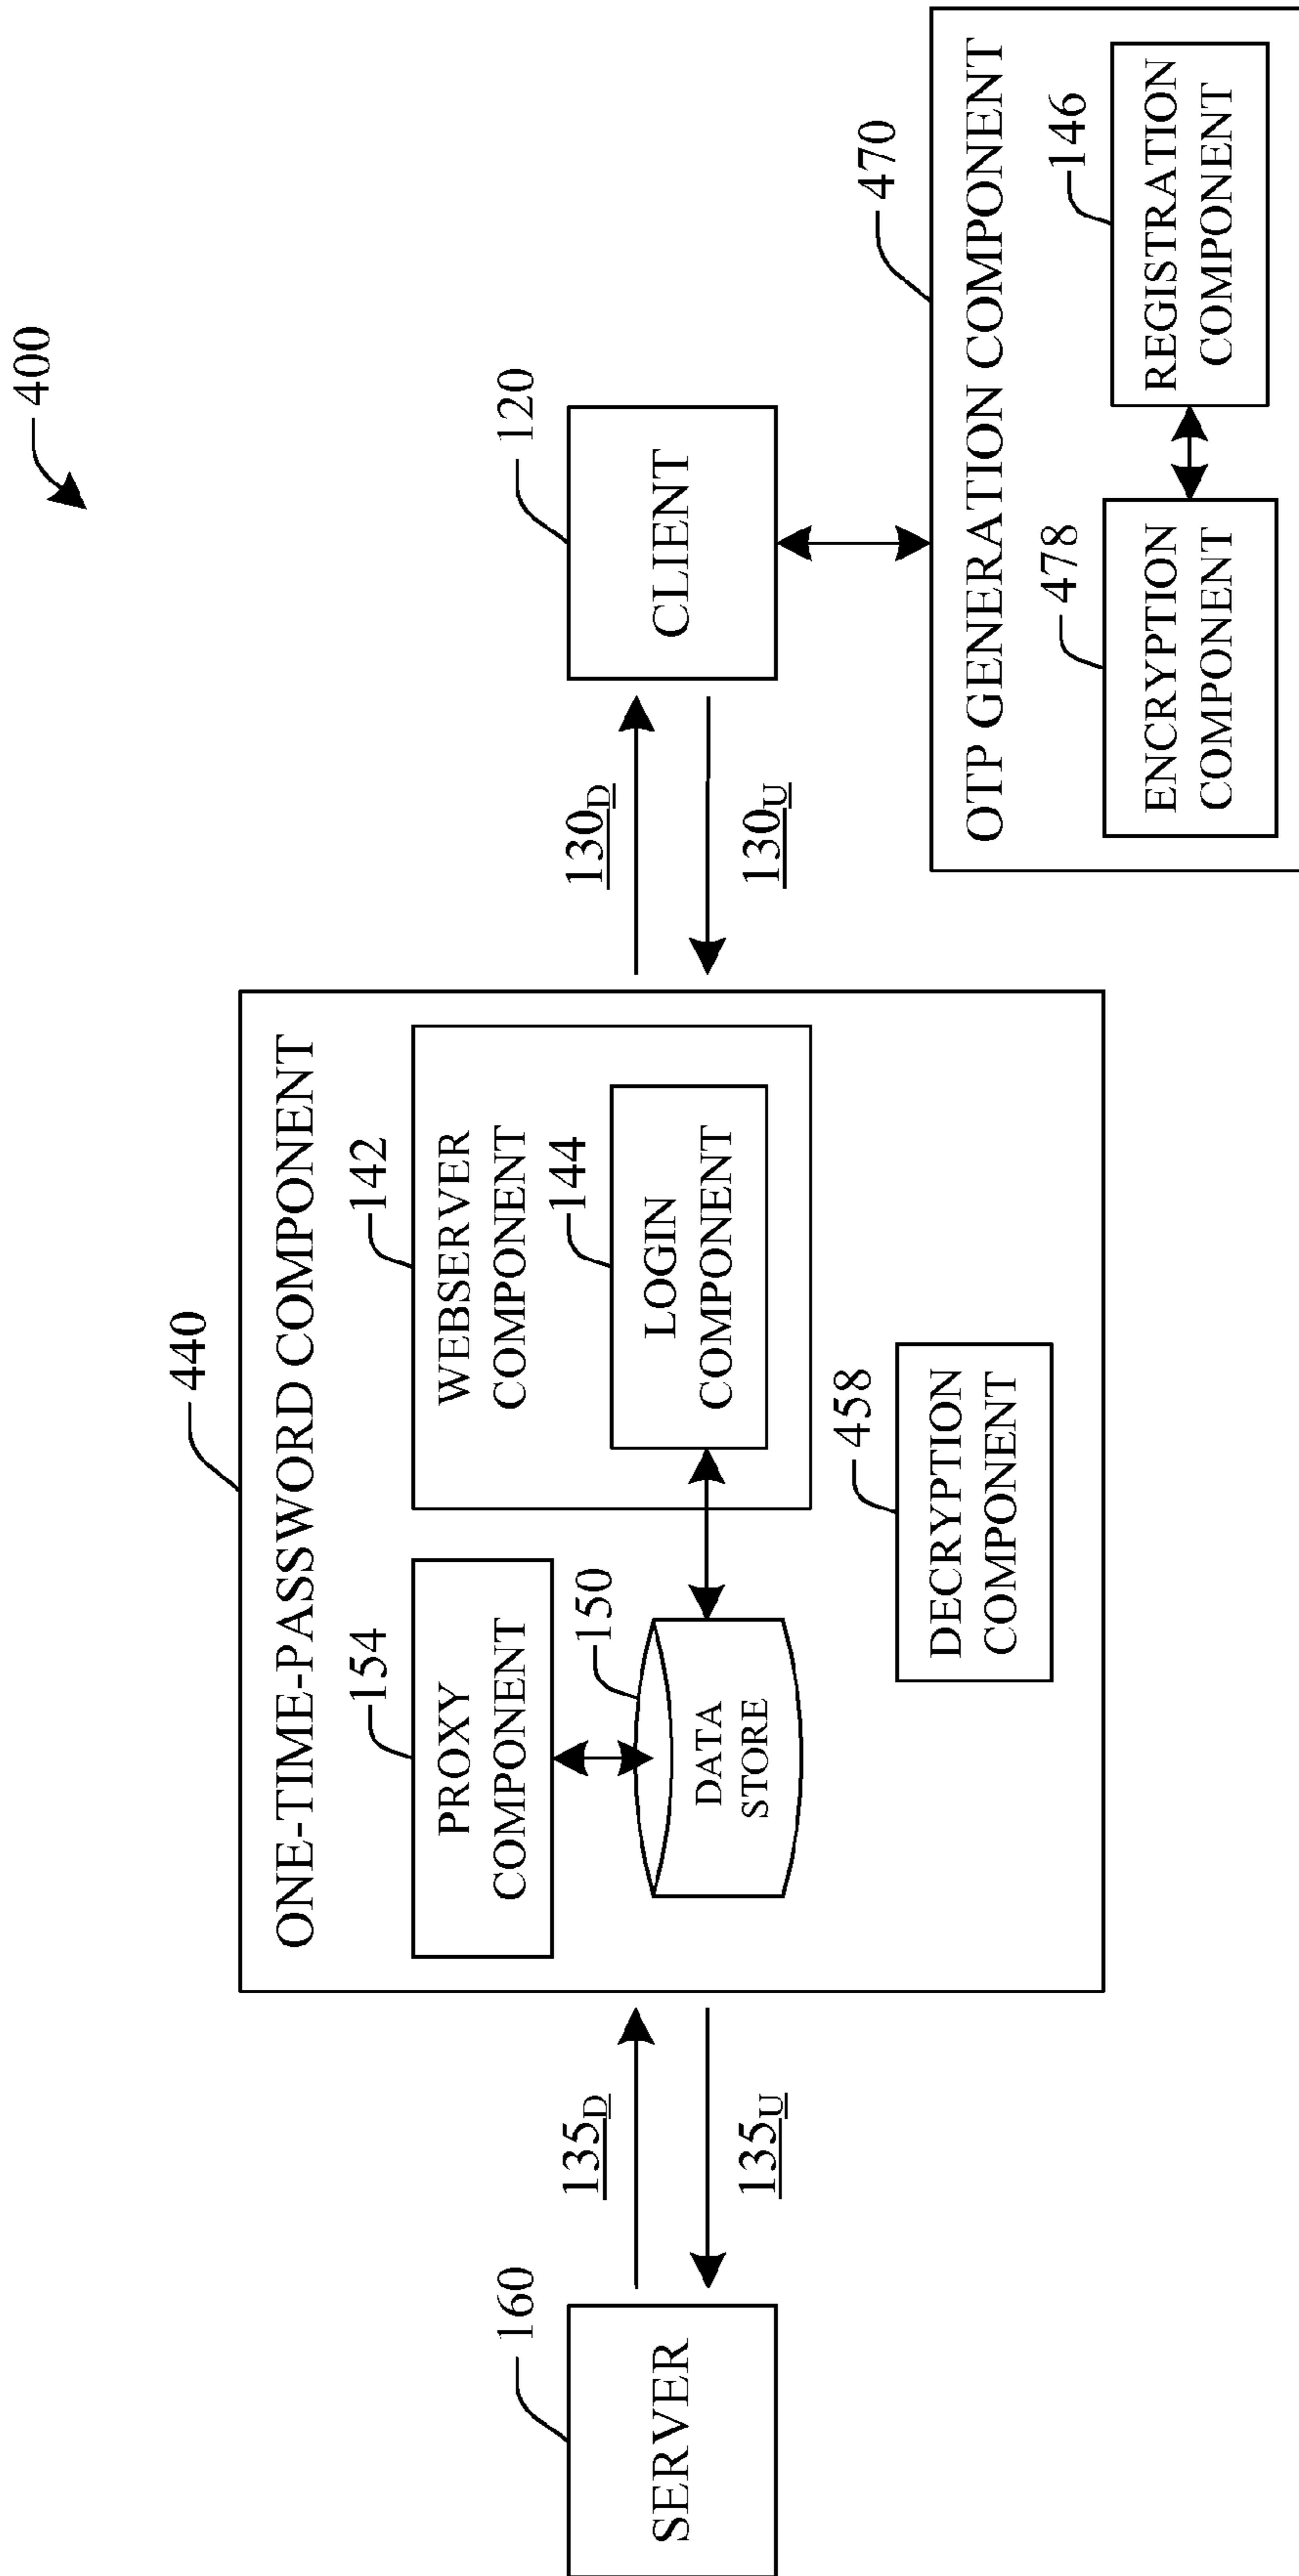 400
440
ONE-TIME-PASSWORD COMPONENT
154
PROXY
COMPONENT
142
WEBSERVER
COMPONENT
144
LOGIN
COMPONENT
150
DATA
STORE
458
DECRYPTION
COMPONENT
160
SERVER
135D
135U
130D
130U
120
CLIENT
470
OTP GENERATION COMPONENT
478
ENCRYPTION
COMPONENT
146
REGISTRATION
COMPONENT